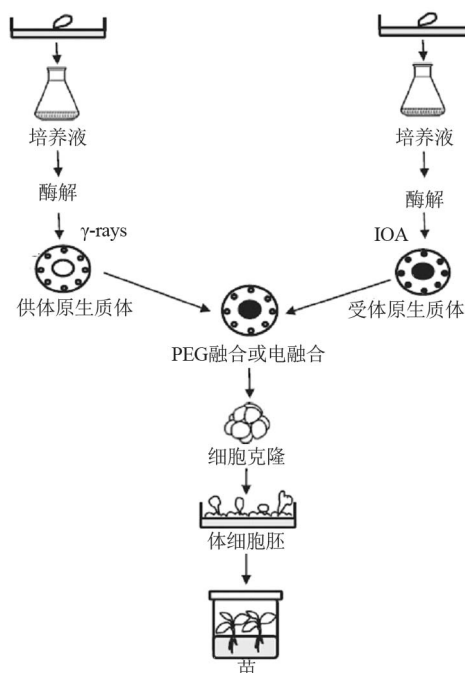 培养液
培养液
酶解
酶解
γ-rays
IOA
供体原生质体
受体原生质体
PEG融合或电融合
细胞克隆
体细胞胚
苗